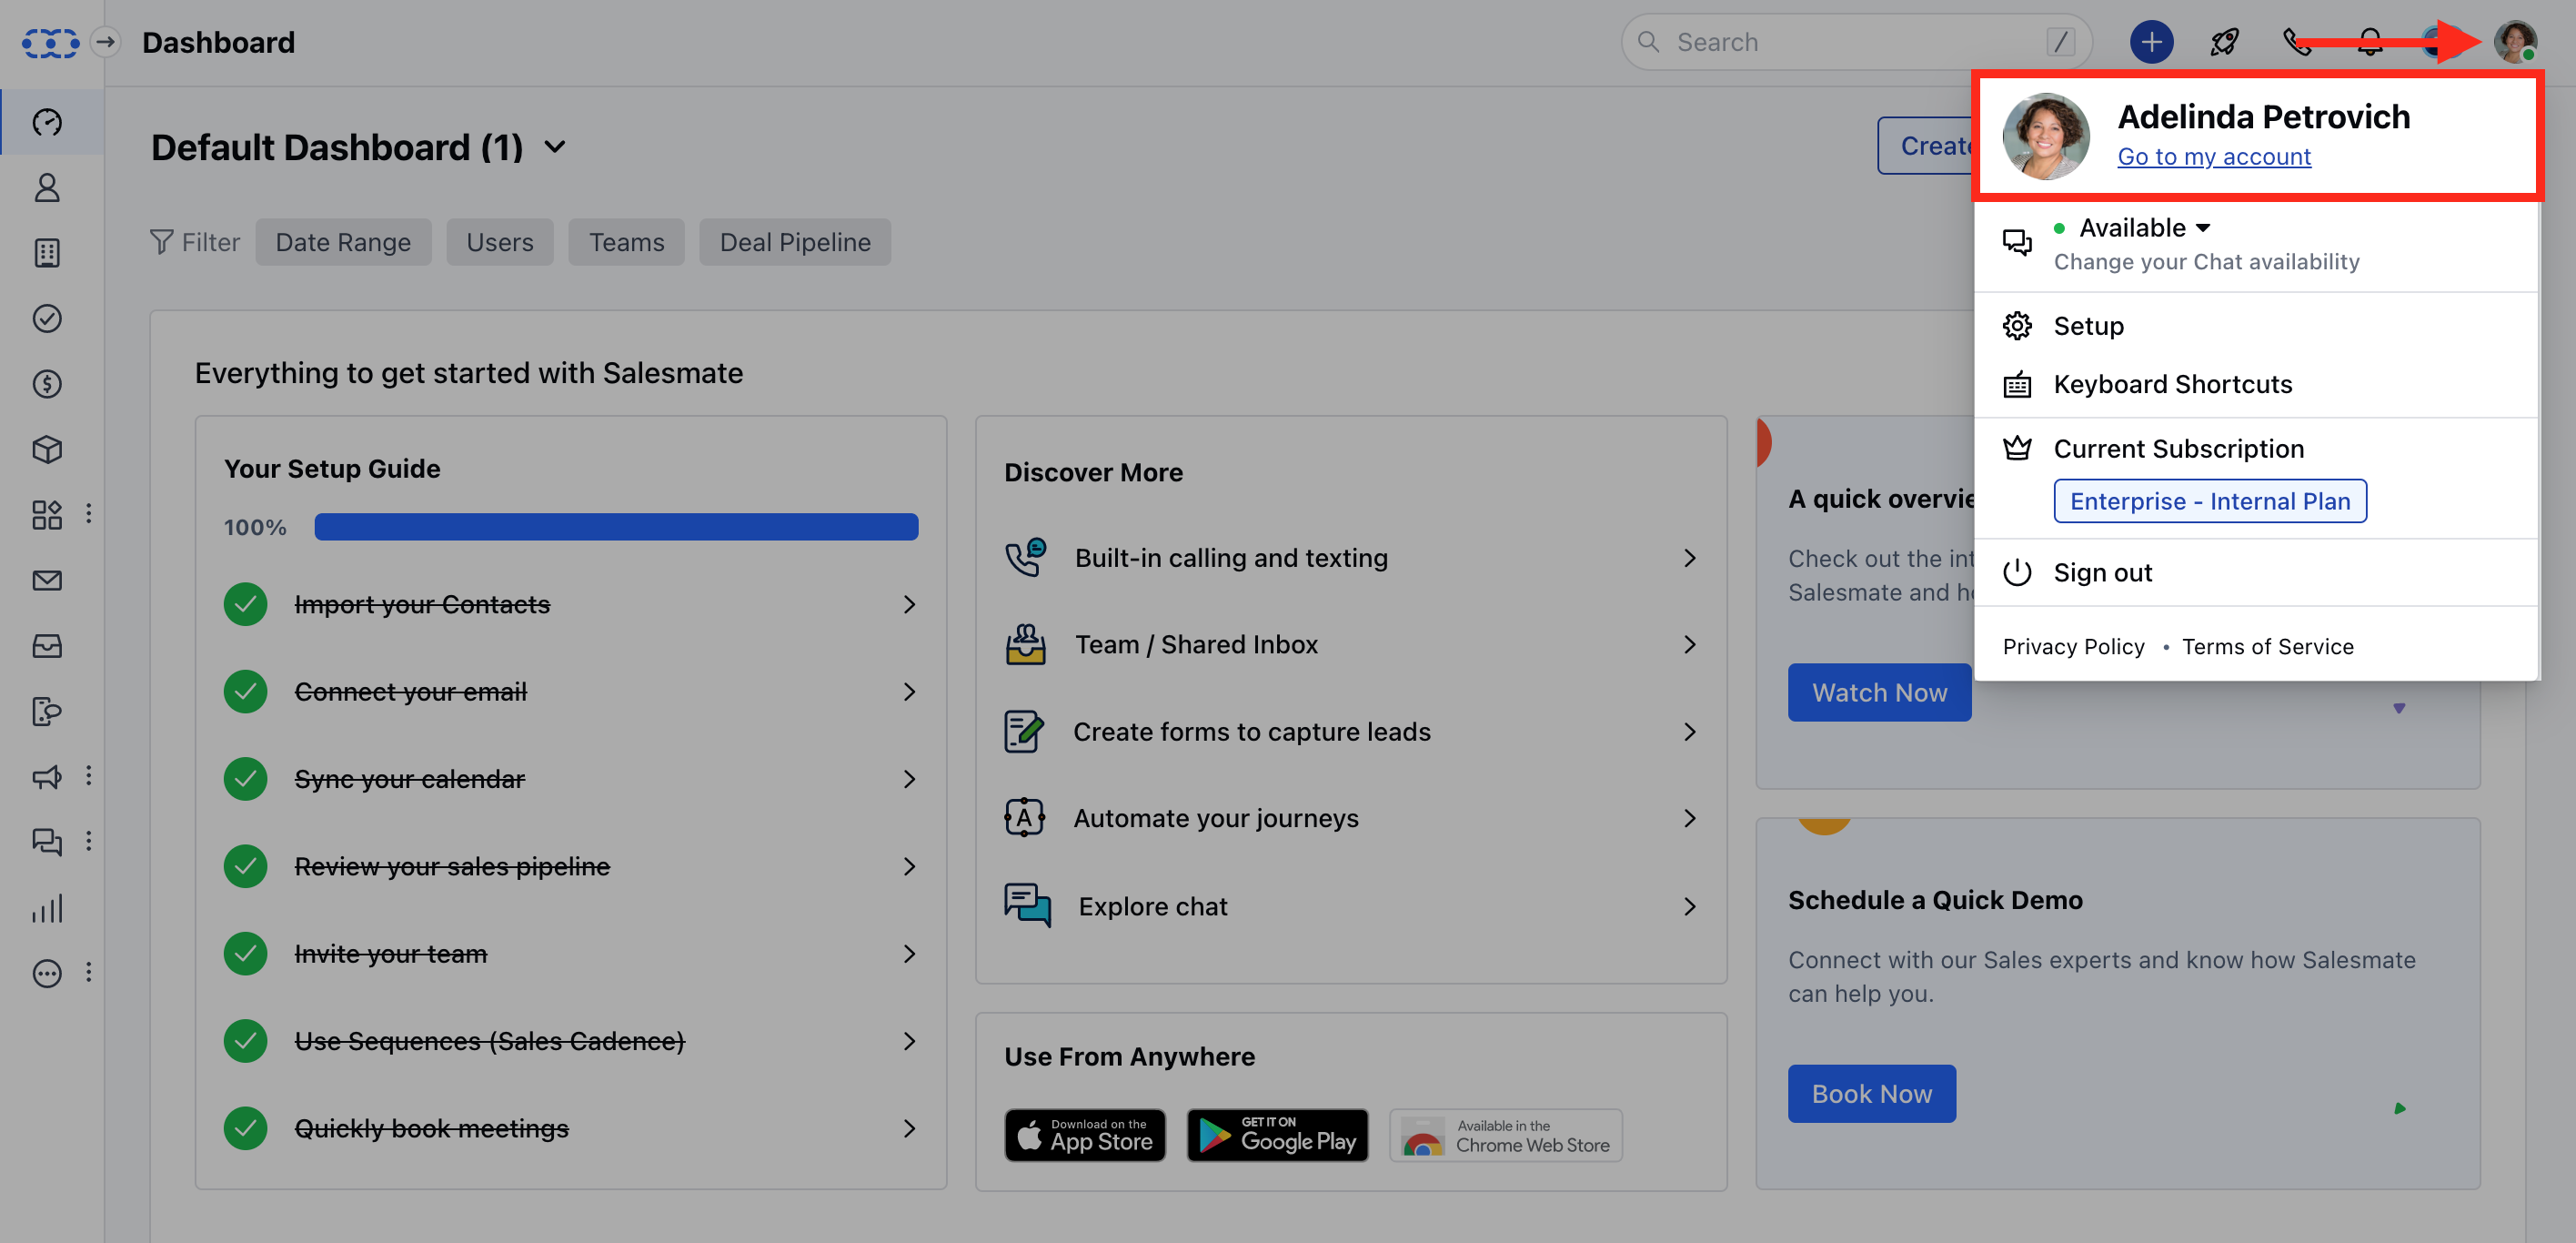 Dashboard
Search /
Default Dashboard (1)
Create
Filter Date Range Users Teams Deal Pipeline
Adelinda Petrovich
Go to my account
Available
Change your Chat availability
Setup
Keyboard Shortcuts
Current Subscription
Enterprise - Internal Plan
Sign out
Privacy Policy • Terms of Service
Everything to get started with Salesmate
Your Setup Guide
100%
Import your Contacts
Connect your email
Sync your calendar
Review your sales pipeline
Invite your team
Use Sequences (Sales Cadence)
Quickly book meetings
Discover More
Built-in calling and texting
Team / Shared Inbox
Create forms to capture leads
A
Automate your journeys
Explore chat
Use From Anywhere
Download on the
App Store
GET IT ON
Google Play
Available in the
Chrome Web Store
A quick
Check out the
Salesmate and
Watch Now
Schedule a Quick Demo
Connect with our Sales experts and know how Salesmate
can help you.
Book Now